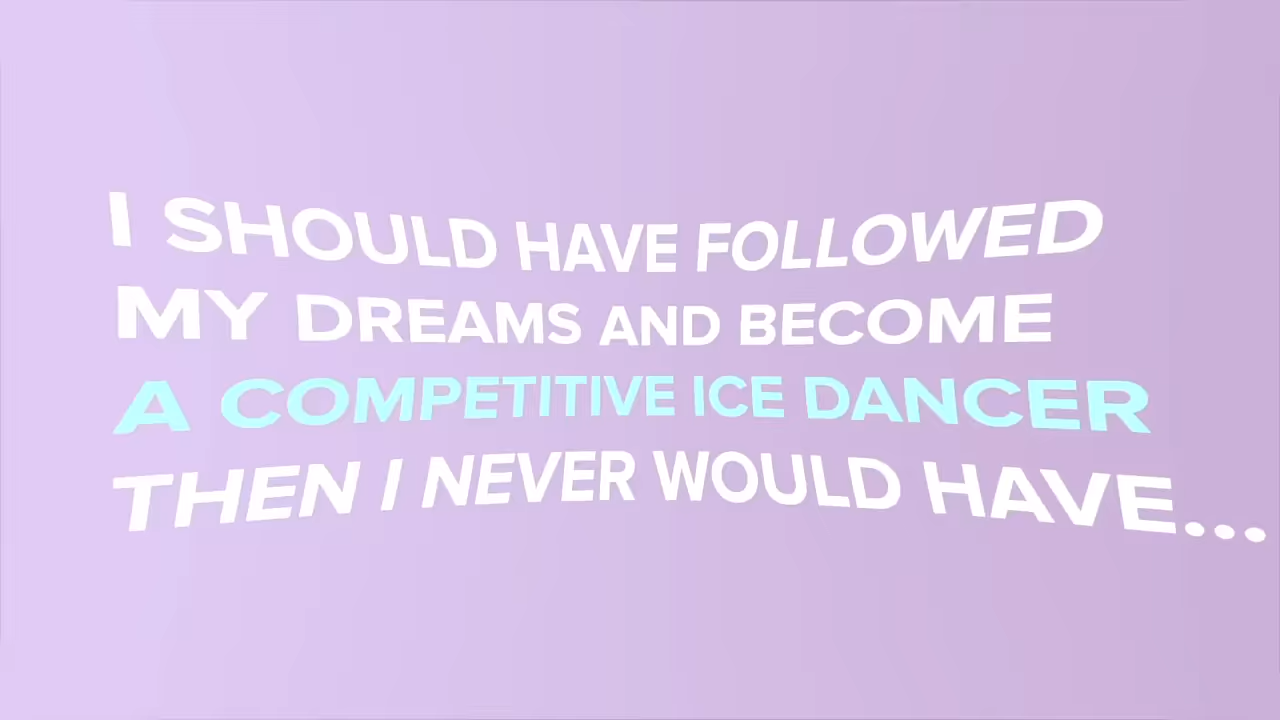 I SHOULD HAVE FOLLOWED
MY DREAMS AND BECOME
A COMPETITIVE ICE DANCER
THEN I NEVER WOULD HAVE...